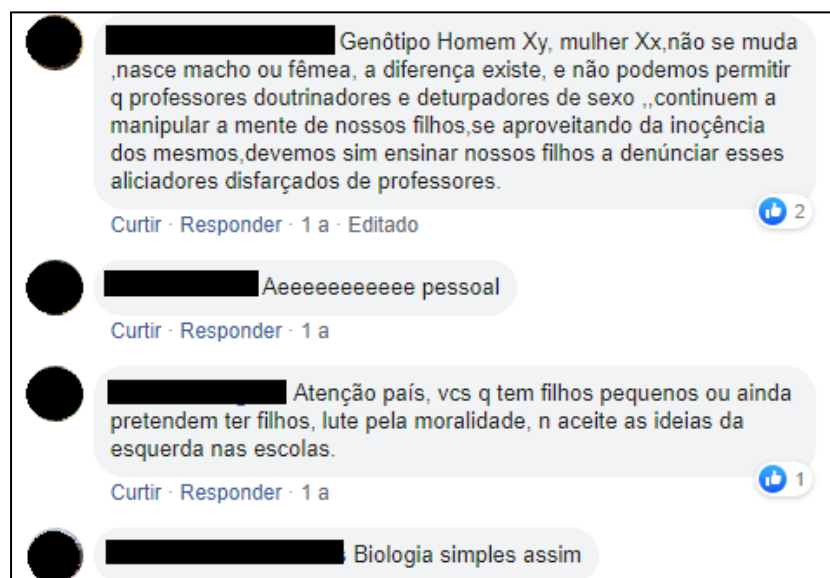 Genôtipo Homem Xy, mulher Xx,não se muda
,nasce macho ou fêmea, a diferença existe, e não podemos permitir
q professores doutrinadores e deturpadores de sexo ,,continuem a
manipular a mente de nossos filhos,se aproveitando da inoçência
dos mesmos,devemos sim ensinar nossos filhos a denúnciar esses
aliciadores disfarçados de professores.
2
Curtir · Responder · 1 a · Editado
Aeeeeeeeeeee pessoal
Curtir · Responder · 1 a
Atenção país, vcs q tem filhos pequenos ou ainda
pretendem ter filhos, lute pela moralidade, n aceite as ideias da
esquerda nas escolas.
1
Curtir · Responder · 1 a
Biologia simples assim